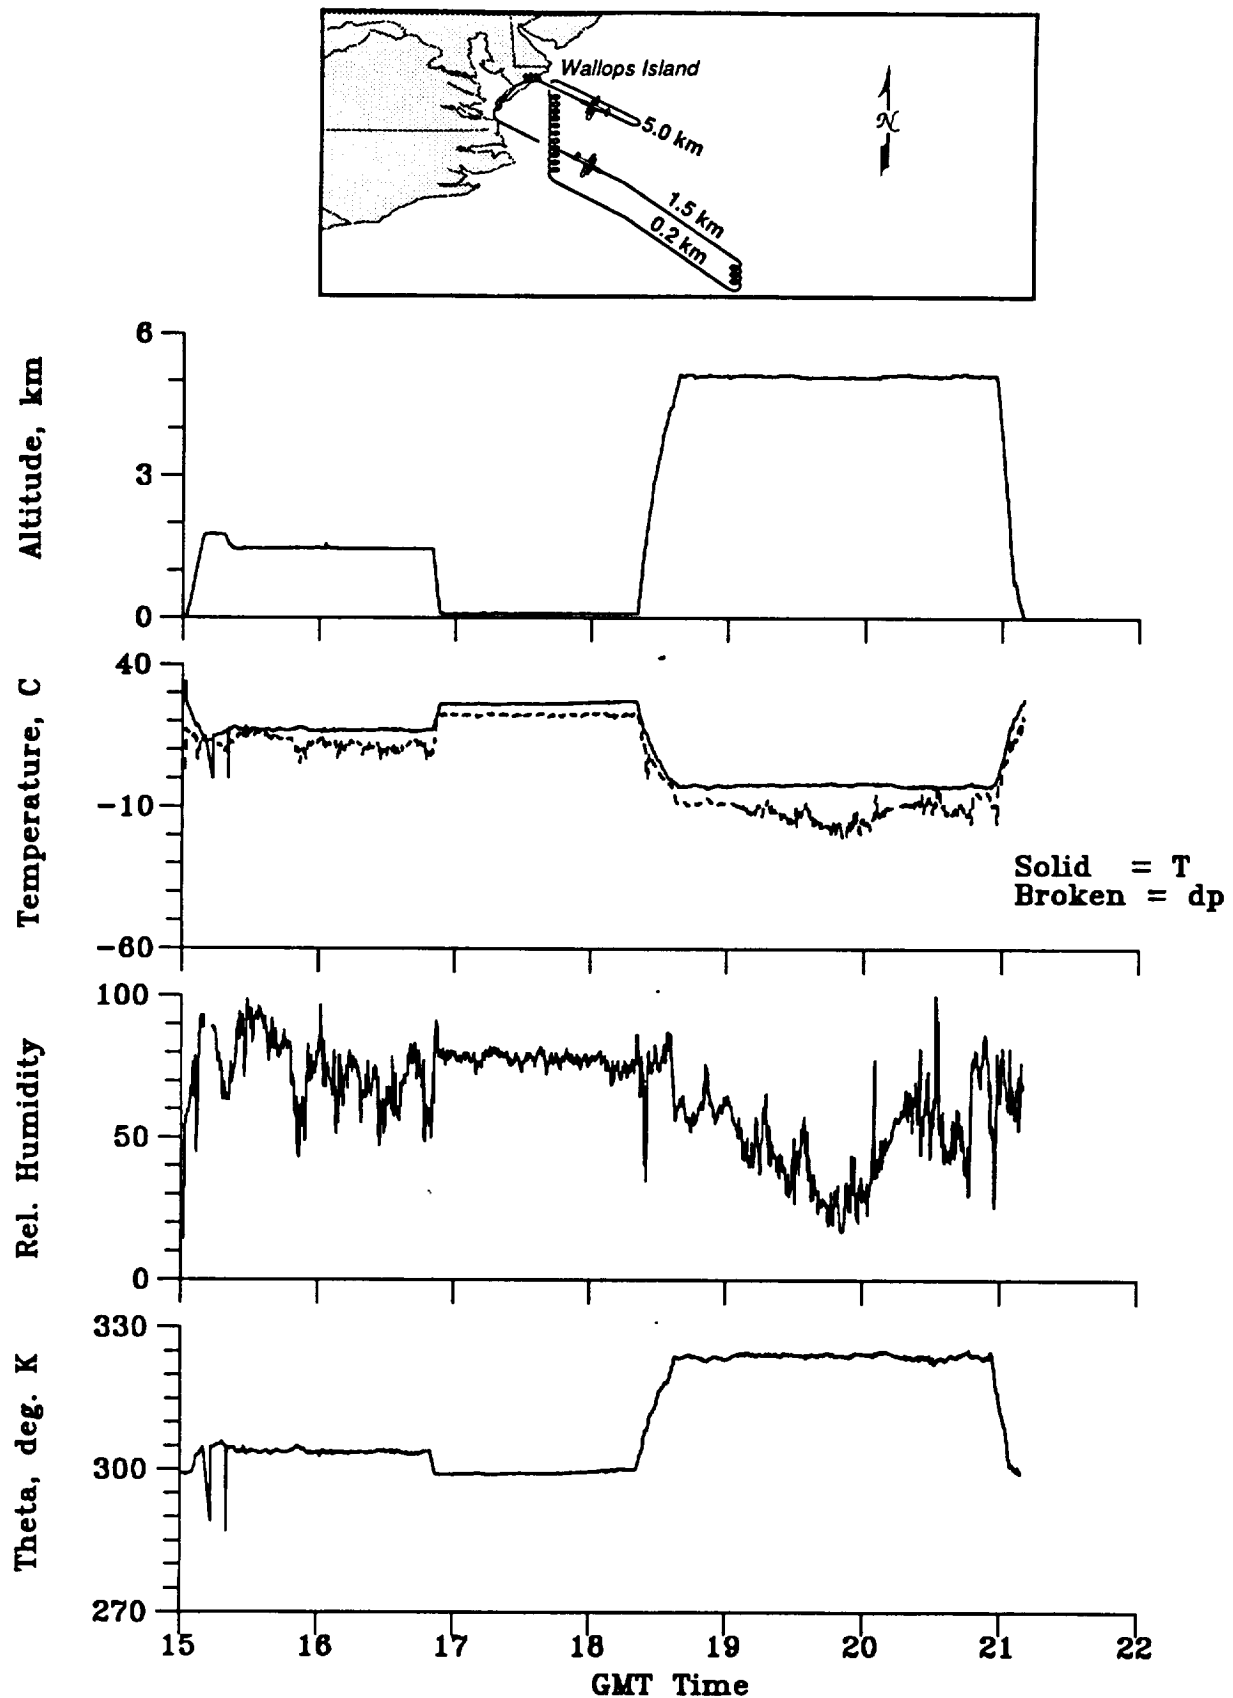 Wallops Island
5.0 km
N
1.5 km
0.2 km
6
3
0
Altitude, km
40
-10
-60
Temperature, C
Solid = T
Broken = dp
100
50
0
Rel. Humidity
330
300
270
Theta, deg. K
15 16 17 18 19 20 21 22
GMT Time